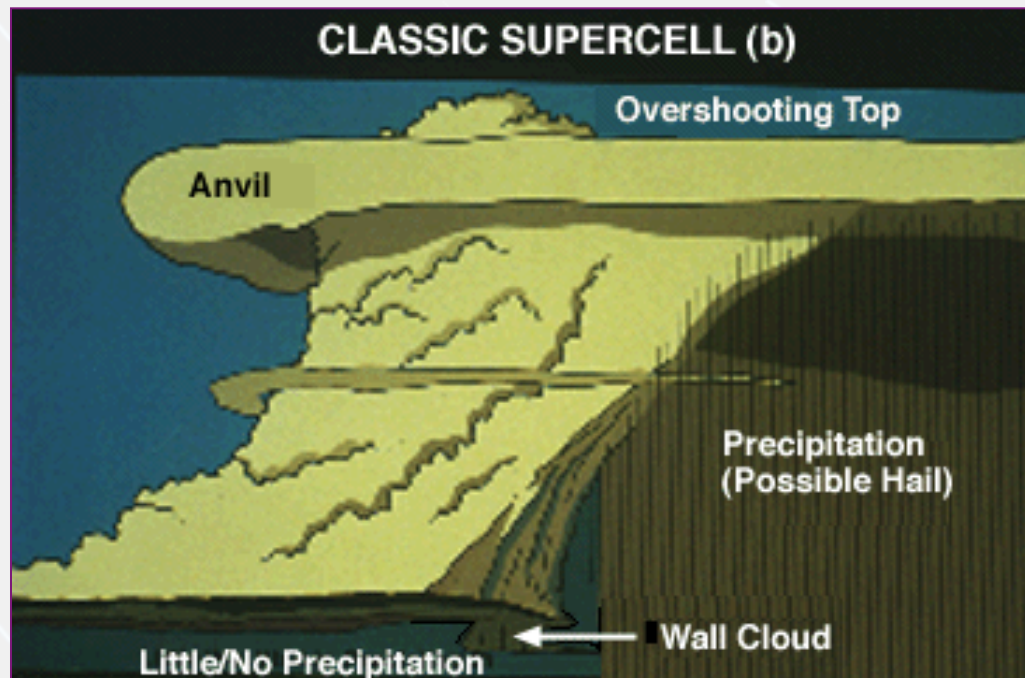 CLASSIC SUPERCELL (b)
Overshooting Top
Anvil
Precipitation
(Possible Hail)
Wall Cloud
Little/No Precipitation